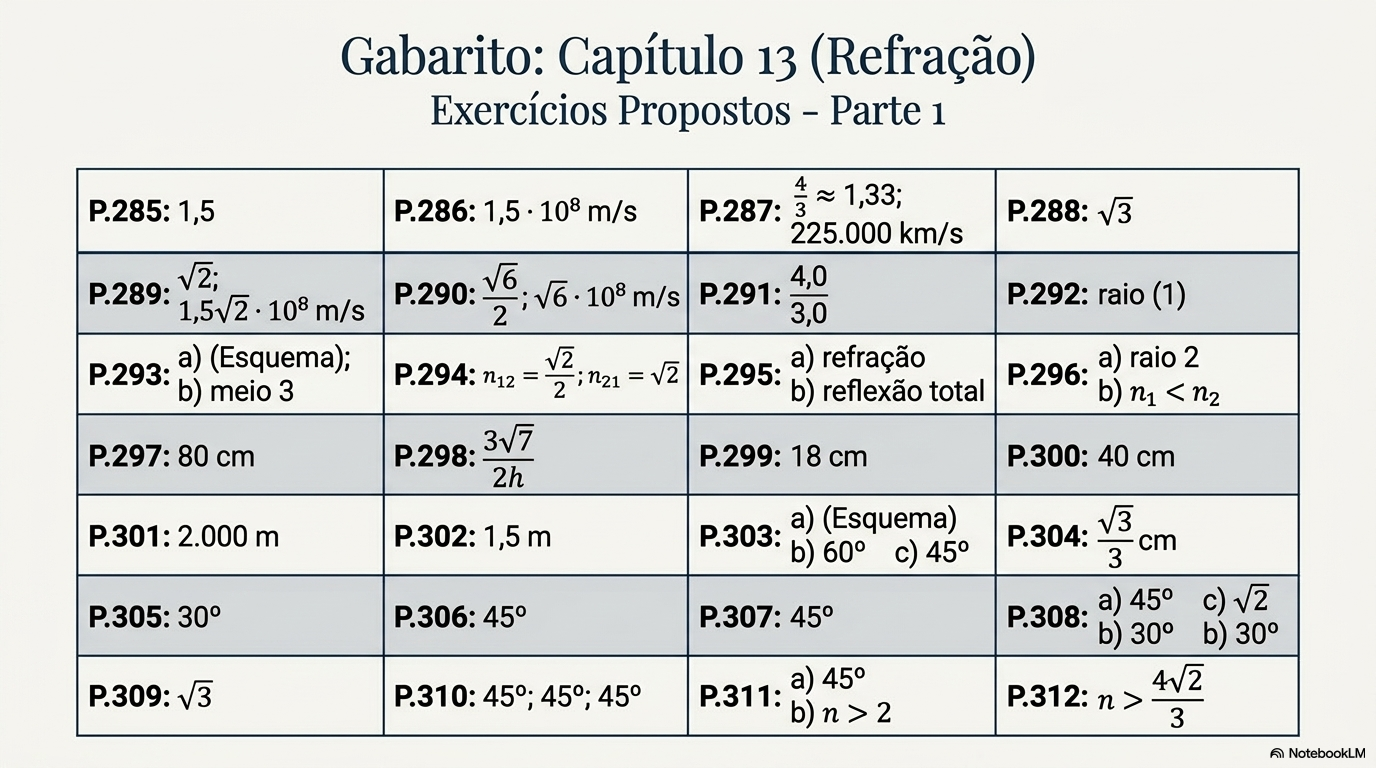 Gabarito: Capítulo 13 (Refração)
Exercícios Propostos – Parte 1
P.285: 1,5
P.286: 1,5 · 10⁸ m/s
P.287: 4/3 ≈ 1,33;
225.000 km/s
P.288: √3
P.289: √2;
1,5√2 · 10⁸ m/s
P.290: √6/2; √6 · 10⁸ m/s
P.291: 4,0/3,0
P.292: raio (1)
P.293: a) (Esquema);
b) meio 3
P.294: n₁₂ = √2/2; n₂₁ = √2
P.295: a) refração
b) reflexão total
P.296: a) raio 2
b) n₁ < n₂
P.297: 80 cm
P.298: 3√7/2h
P.299: 18 cm
P.300: 40 cm
P.301: 2.000 m
P.302: 1,5 m
P.303: a) (Esquema)
b) 60º c) 45º
P.304: √3/3 cm
P.305: 30º
P.306: 45º
P.307: 45º
P.308: a) 45º c) √2
b) 30º b) 30º
P.309: √3
P.310: 45º; 45º; 45º
P.311: a) 45º
b) n > 2
P.312: n > 4√2/3
NotebookLM